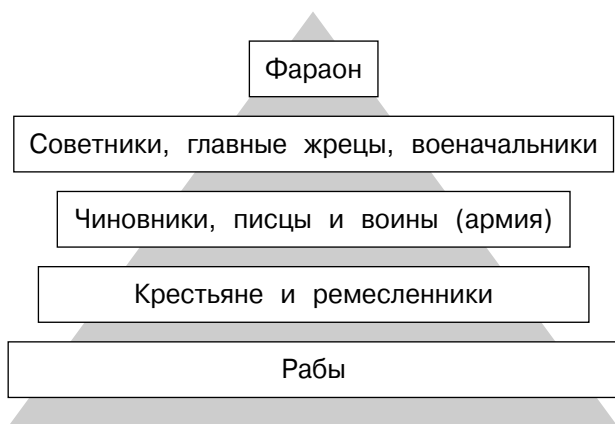 Фараон
Советники, главные жрецы, военачальники
Чиновники, писцы и воины (армия)
Крестьяне и ремесленники
Рабы